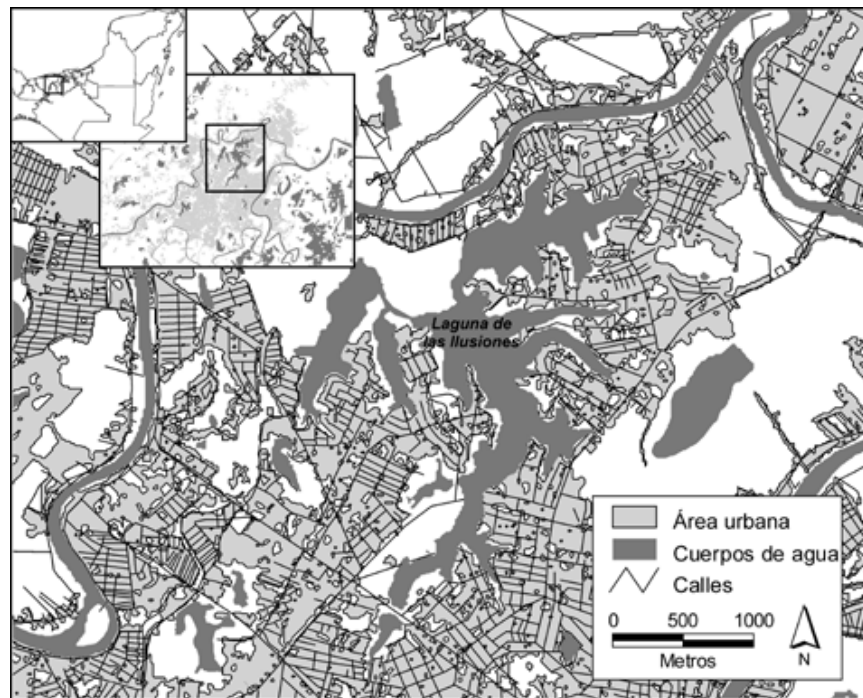 Laguna de
las Ilusiones
Área urbana
Cuerpos de agua
Calles
0 500 1000
Metros
N